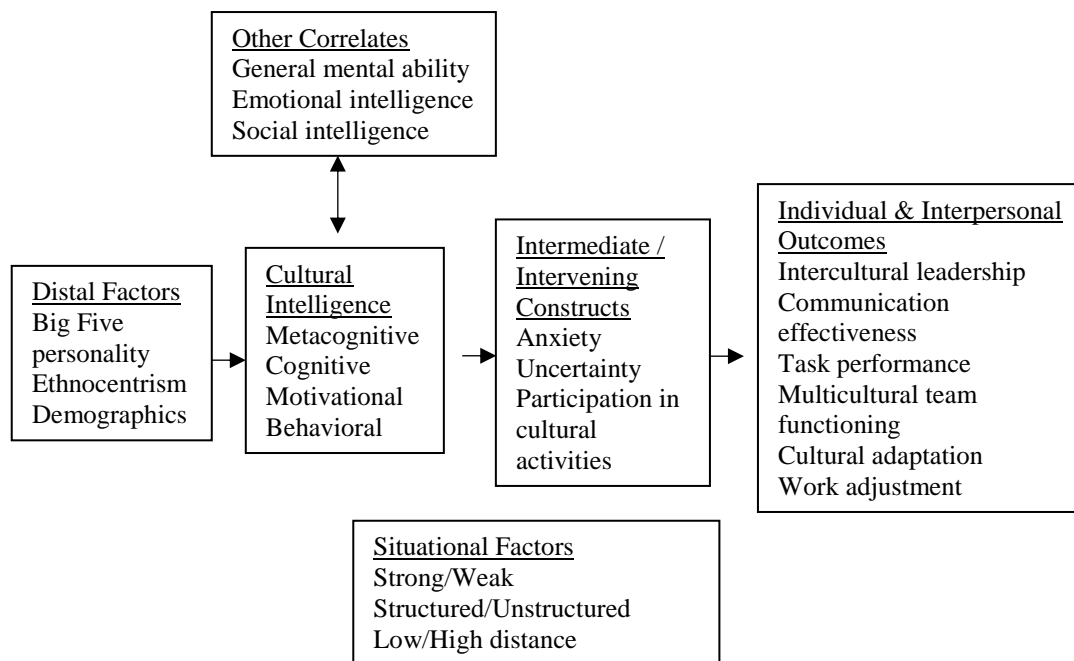 Other Correlates
General mental ability
Emotional intelligence
Social intelligence
Distal Factors
Big Five
personality
Ethnocentrism
Demographics
Cultural
Intelligence
Metacognitive
Cognitive
Motivational
Behavioral
Intermediate /
Intervening
Constructs
Anxiety
Uncertainty
Participation in
cultural
activities
Individual & Interpersonal
Outcomes
Intercultural leadership
Communication
effectiveness
Task performance
Multicultural team
functioning
Cultural adaptation
Work adjustment
Situational Factors
Strong/Weak
Structured/Unstructured
Low/High distance